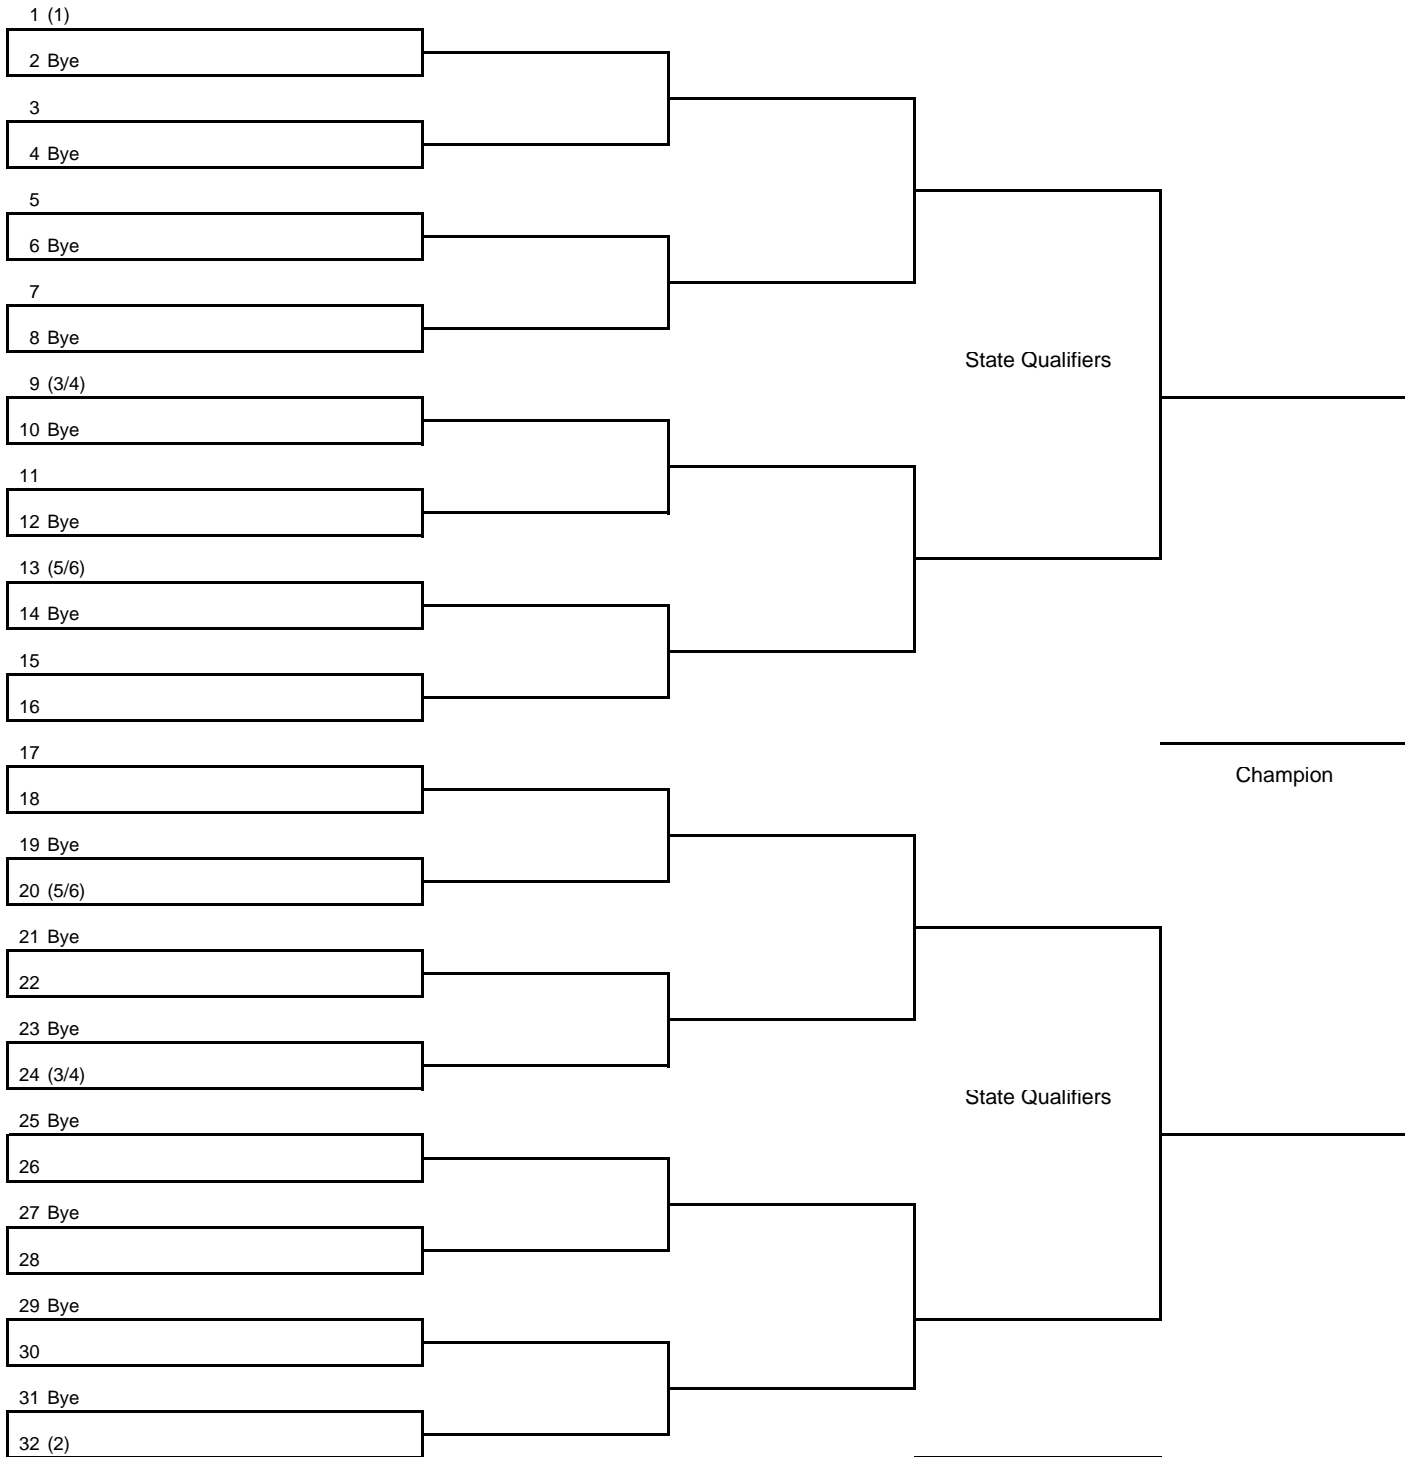 1 (1)
2 Bye
3
4 Bye
5
6 Bye
7
8 Bye
State Qualifiers
9 (3/4)
10 Bye
11
12 Bye
13 (5/6)
14 Bye
15
16
17
Champion
18
19 Bye
20 (5/6)
21 Bye
22
23 Bye
24 (3/4)
State Qualifiers
25 Bye
26
27 Bye
28
29 Bye
30
31 Bye
32 (2)